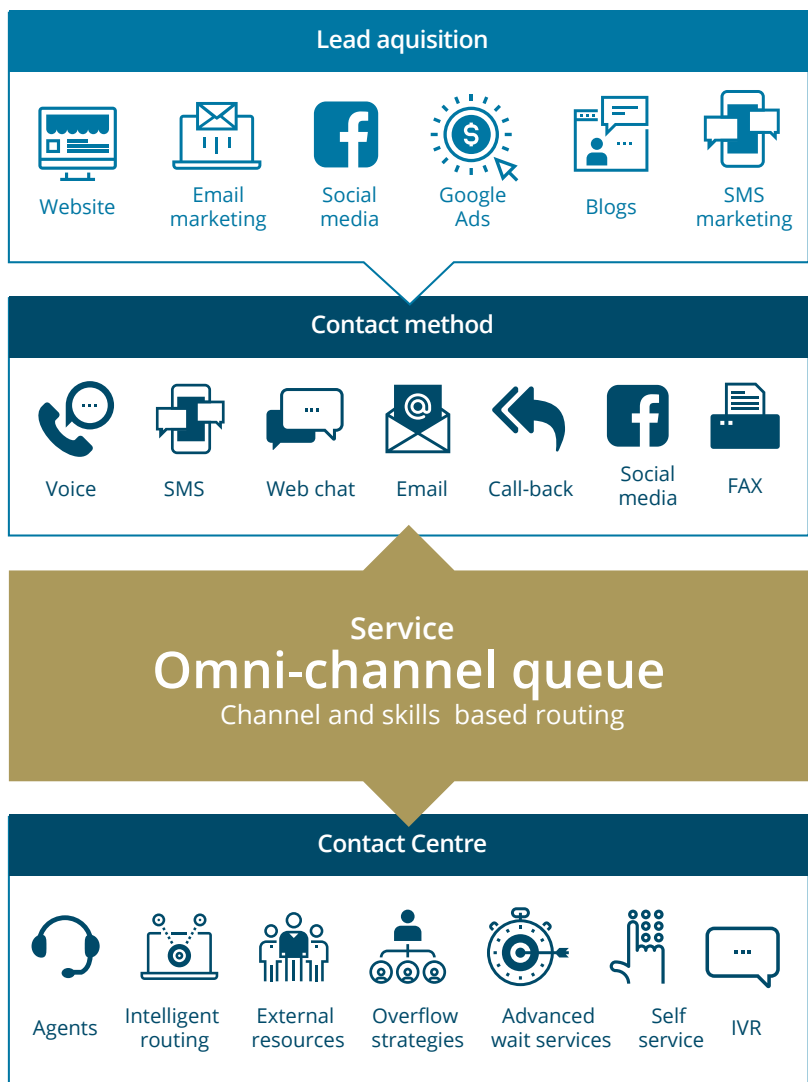 Lead aquisition
Website
Email
marketing
Social
media
Google
Ads
Blogs
SMS
marketing
Contact method
Voice
SMS
Web chat
Email
Call-back
Social
media
FAX
Service
Omni-channel queue
Channel and skills  based routing
Contact Centre
Agents
Intelligent
routing
External
resources
Overflow
strategies
Advanced
wait services
Self
service
IVR